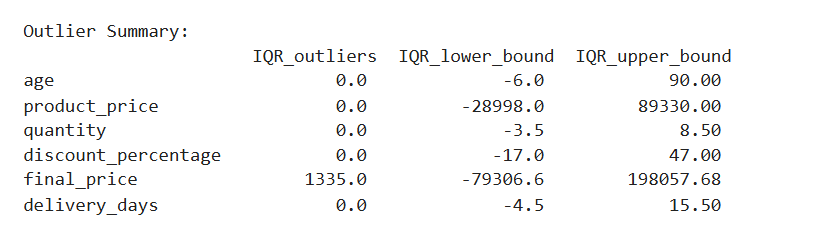 Outlier Summary:
IQR_outliers IQR_lower_bound IQR_upper_bound
age 0.0 -6.0 90.00
product_price 0.0 -28998.0 89330.00
quantity 0.0 -3.5 8.50
discount_percentage 0.0 -17.0 47.00
final_price 1335.0 -79306.6 198057.68
delivery_days 0.0 -4.5 15.50